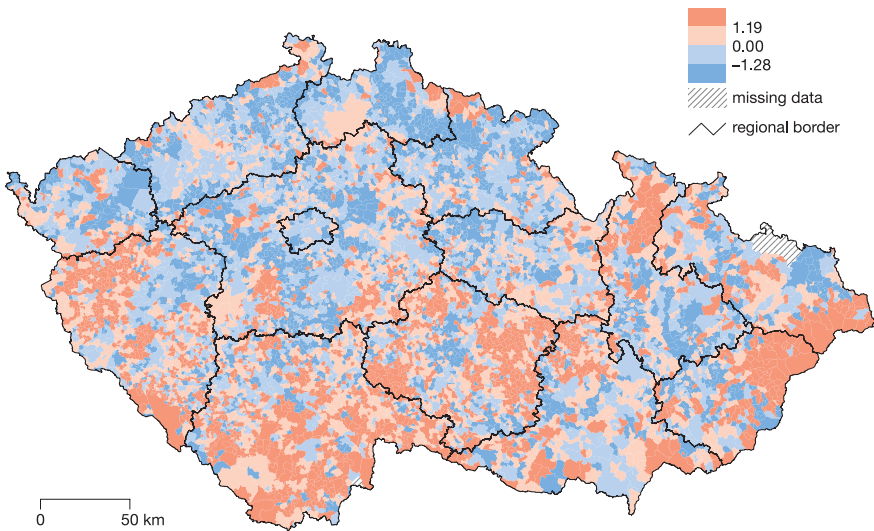 1.19
0.00
−1.28
missing data
regional border
0 50 km